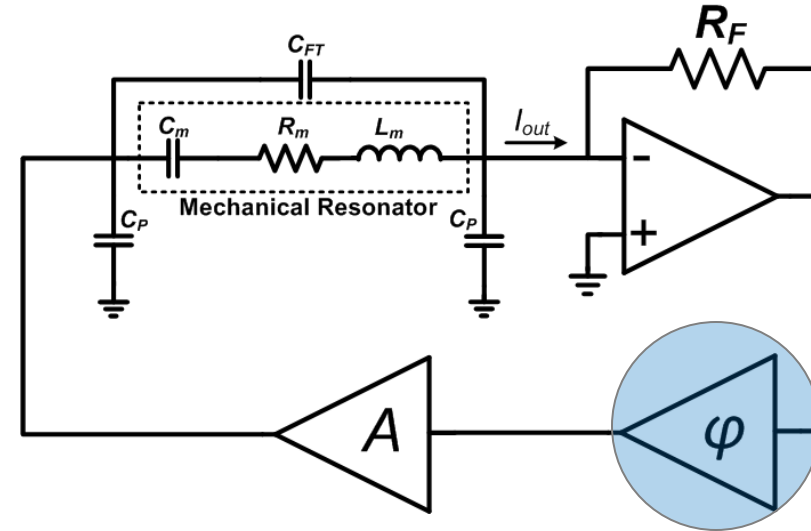 R_F
C_FT
C_m R_m L_m I_out
-
Mechanical Resonator
C_P C_P
+
A φ